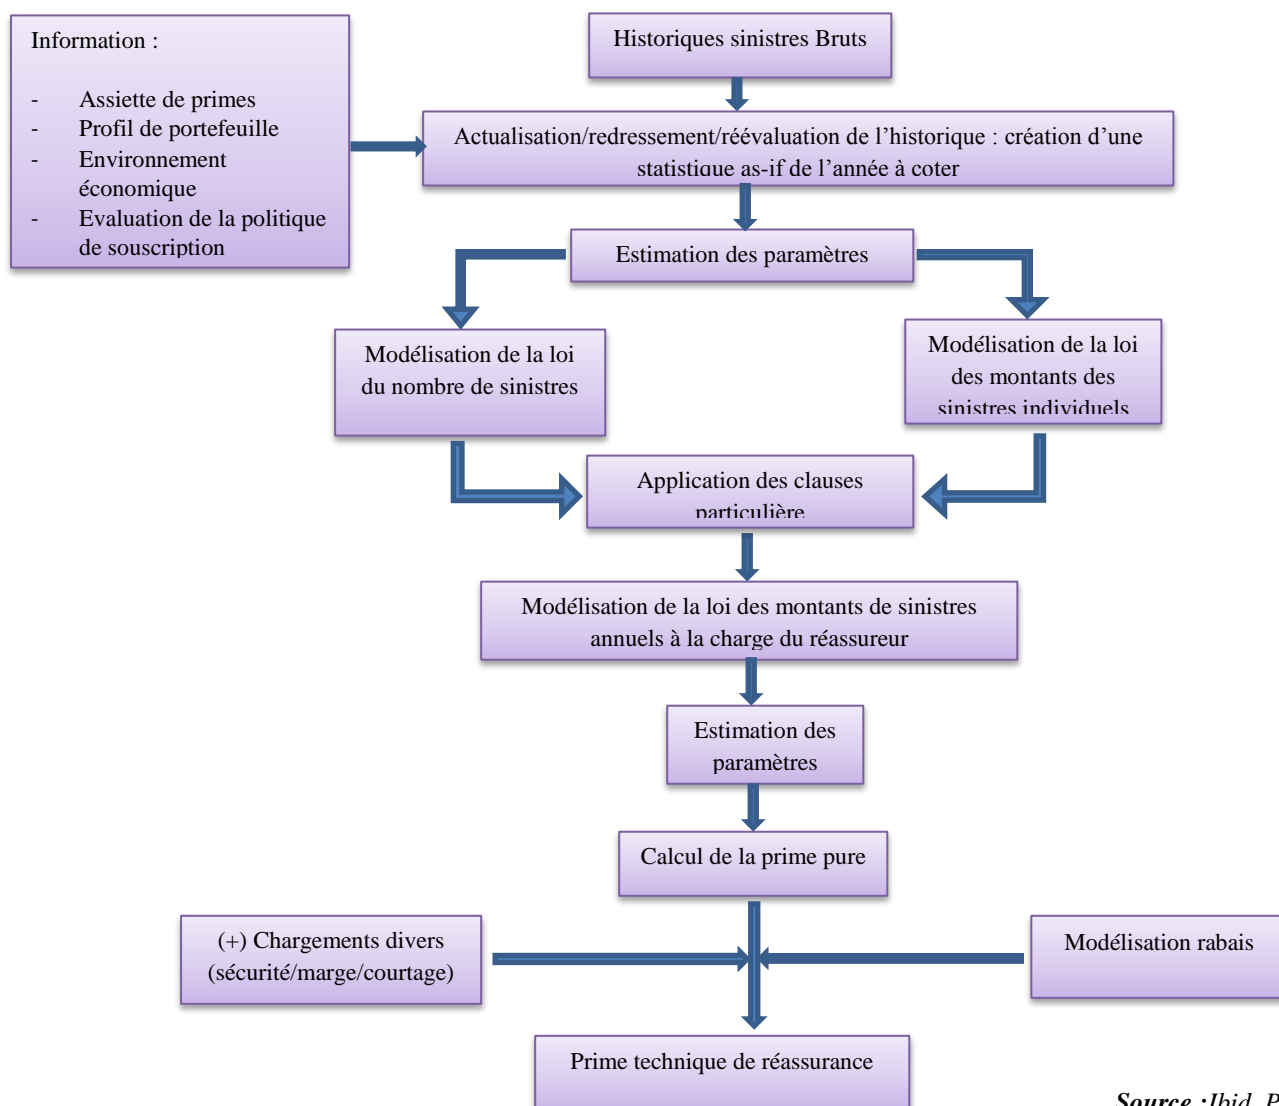 Information :
- Assiette de primes
- Profil de portefeuille
- Environnement
économique
- Evaluation de la politique
de souscription
Historiques sinistres Bruts
Actualisation/redressement/réévaluation de l’historique : création d’une
statistique as-if de l’année à coter
Estimation des paramètres
Modélisation de la loi
du nombre de sinistres
Modélisation de la loi
des montants des
sinistres individuels
Application des clauses
particulière
Modélisation de la loi des montants de sinistres
annuels à la charge du réassureur
Estimation des
paramètres
Calcul de la prime pure
(+) Chargements divers
(sécurité/marge/courtage)
Modélisation rabais
Prime technique de réassurance
Source :Ibid, P